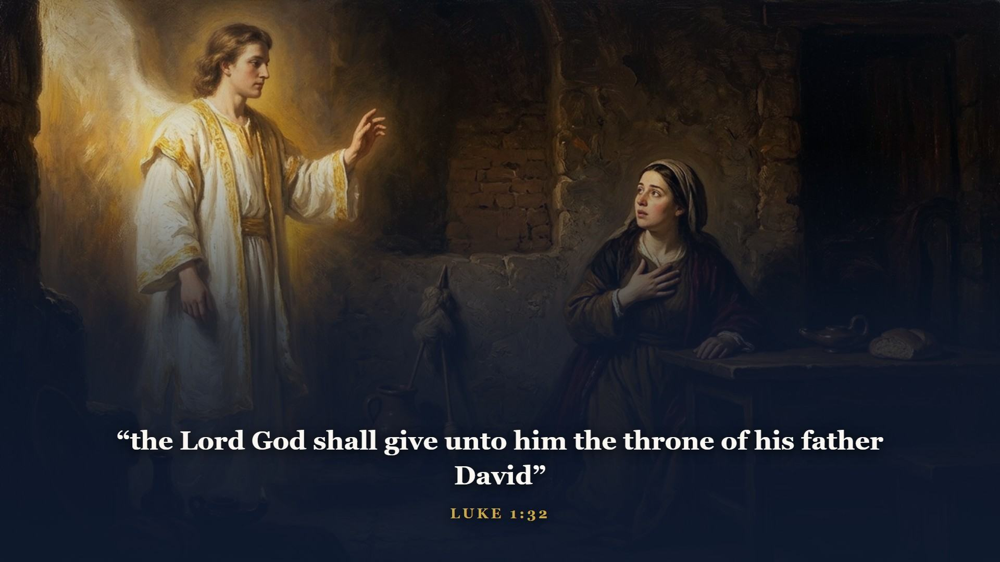 “the Lord God shall give unto him the throne of his father
David”
LUKE 1:32